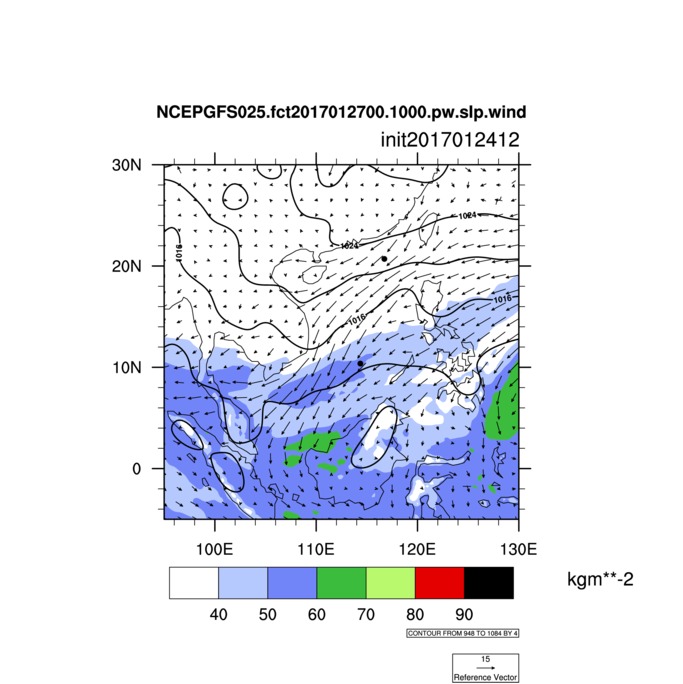 NCEPGFS025.fct2017012700.1000.pw.slp.wind
init2017012412
30N
1024
1016
1024
20N
1016
1016
10N
0
100E 110E 120E 130E
kgm**-2
40 50 60 70 80 90
CONTOUR FROM 948 TO 1084 BY 4
15
Reference Vector